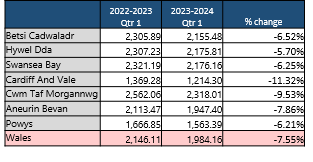 2022-2023 2023-2024
Qtr 1 Qtr 1 % change
Betsi Cadwaladr 2,305.89 2,155.48 -6.52%
Hywel Dda 2,307.23 2,175.81 -5.70%
Swansea Bay 2,321.19 2,176.16 -6.25%
Cardiff And Vale 1,369.28 1,214.30 -11.32%
Cwm Taf Morgannwg 2,562.06 2,318.01 -9.53%
Aneurin Bevan 2,113.47 1,947.40 -7.86%
Powys 1,666.85 1,563.39 -6.21%
Wales 2,146.11 1,984.16 -7.55%